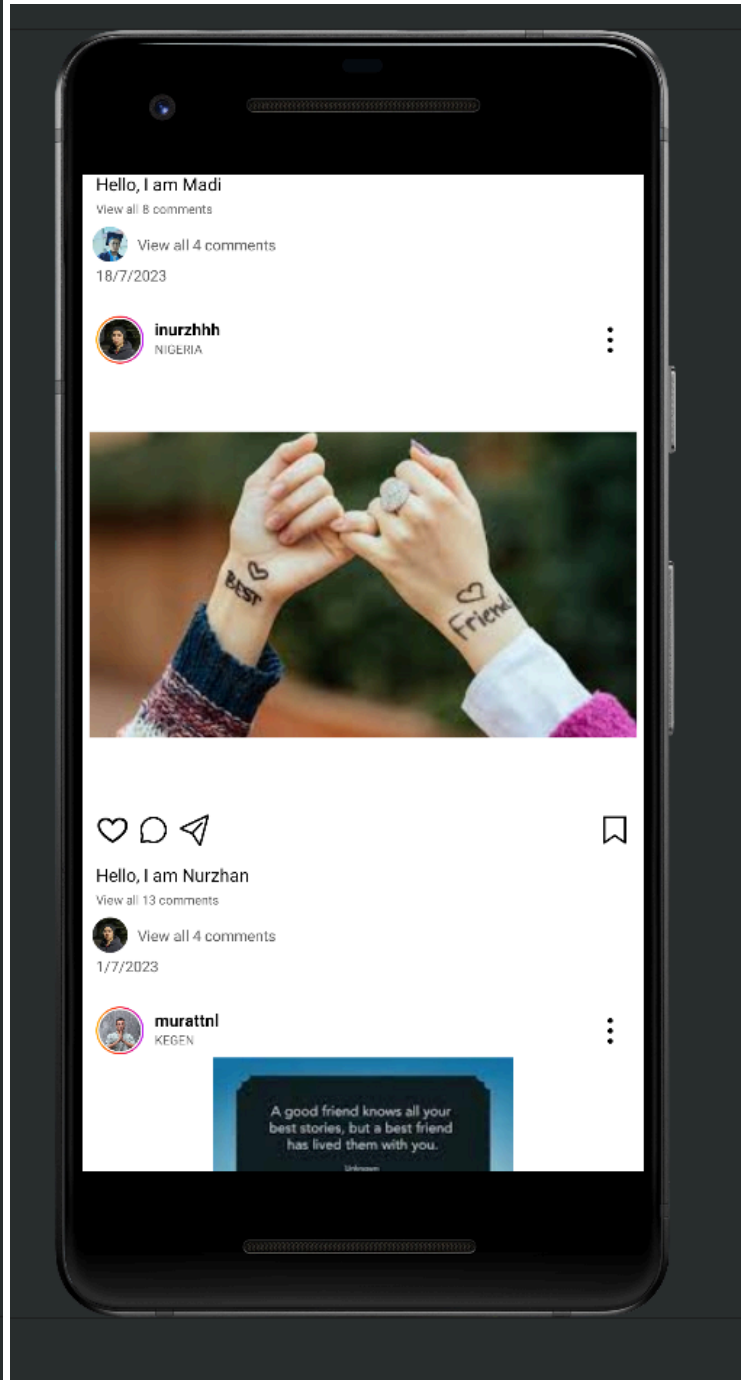 Hello, I am Madi
View all 8 comments
View all 4 comments
18/7/2023
inurzhhh
NIGERIA
BEST
Friend
Hello, I am Nurzhan
View all 13 comments
View all 4 comments
1/7/2023
murattnl
KEGEN
A good friend knows all your
best stories, but a best friend
has lived them with you.
Unknown